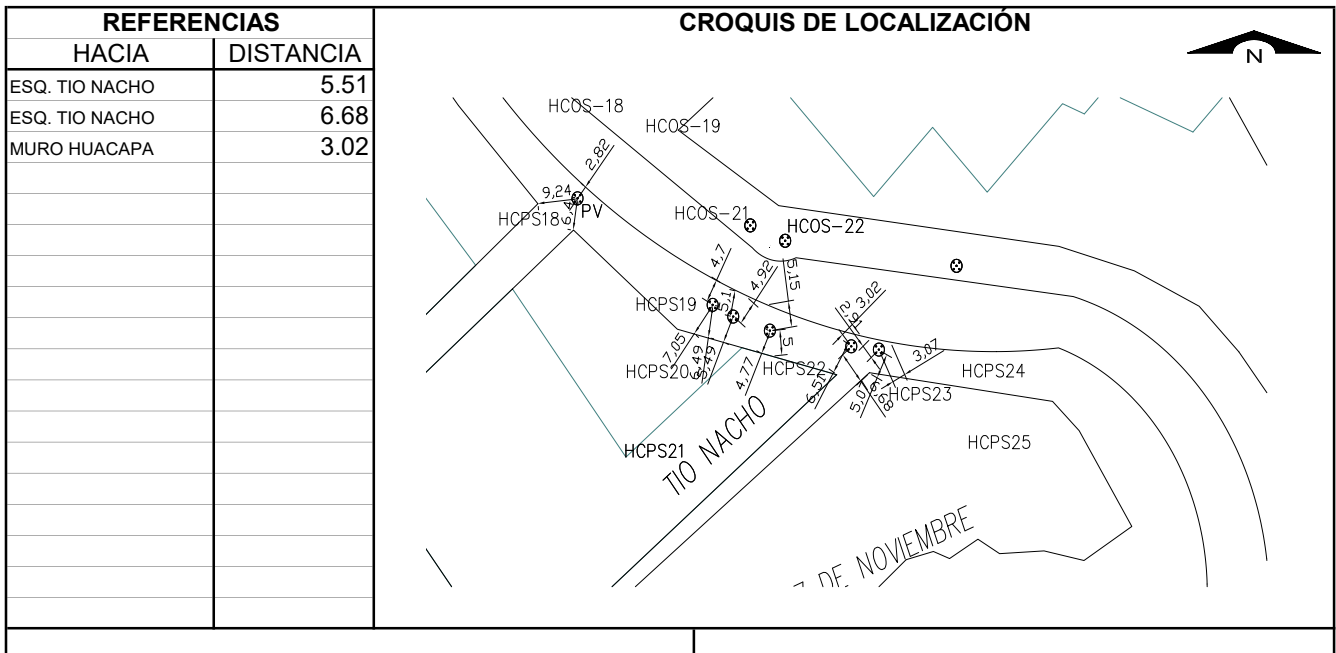 REFERENCIAS
HACIA DISTANCIA
ESQ. TIO NACHO 5.51
ESQ. TIO NACHO 6.68
MURO HUACAPA 3.02
CROQUIS DE LOCALIZACIÓN
N
HCOS-18
HCOS-19
2,82
9,24
PV
HCPS18
HCOS-21
HCOS-22
4,7
4,92
5,15
HCPS19
5,1
3,02
7,05
5,49
4,77
5
HCPS20
HCPS22
3,07
HCPS24
HCPS23
HCPS21
TIO NACHO
HCPS25
DE NOVIEMBRE